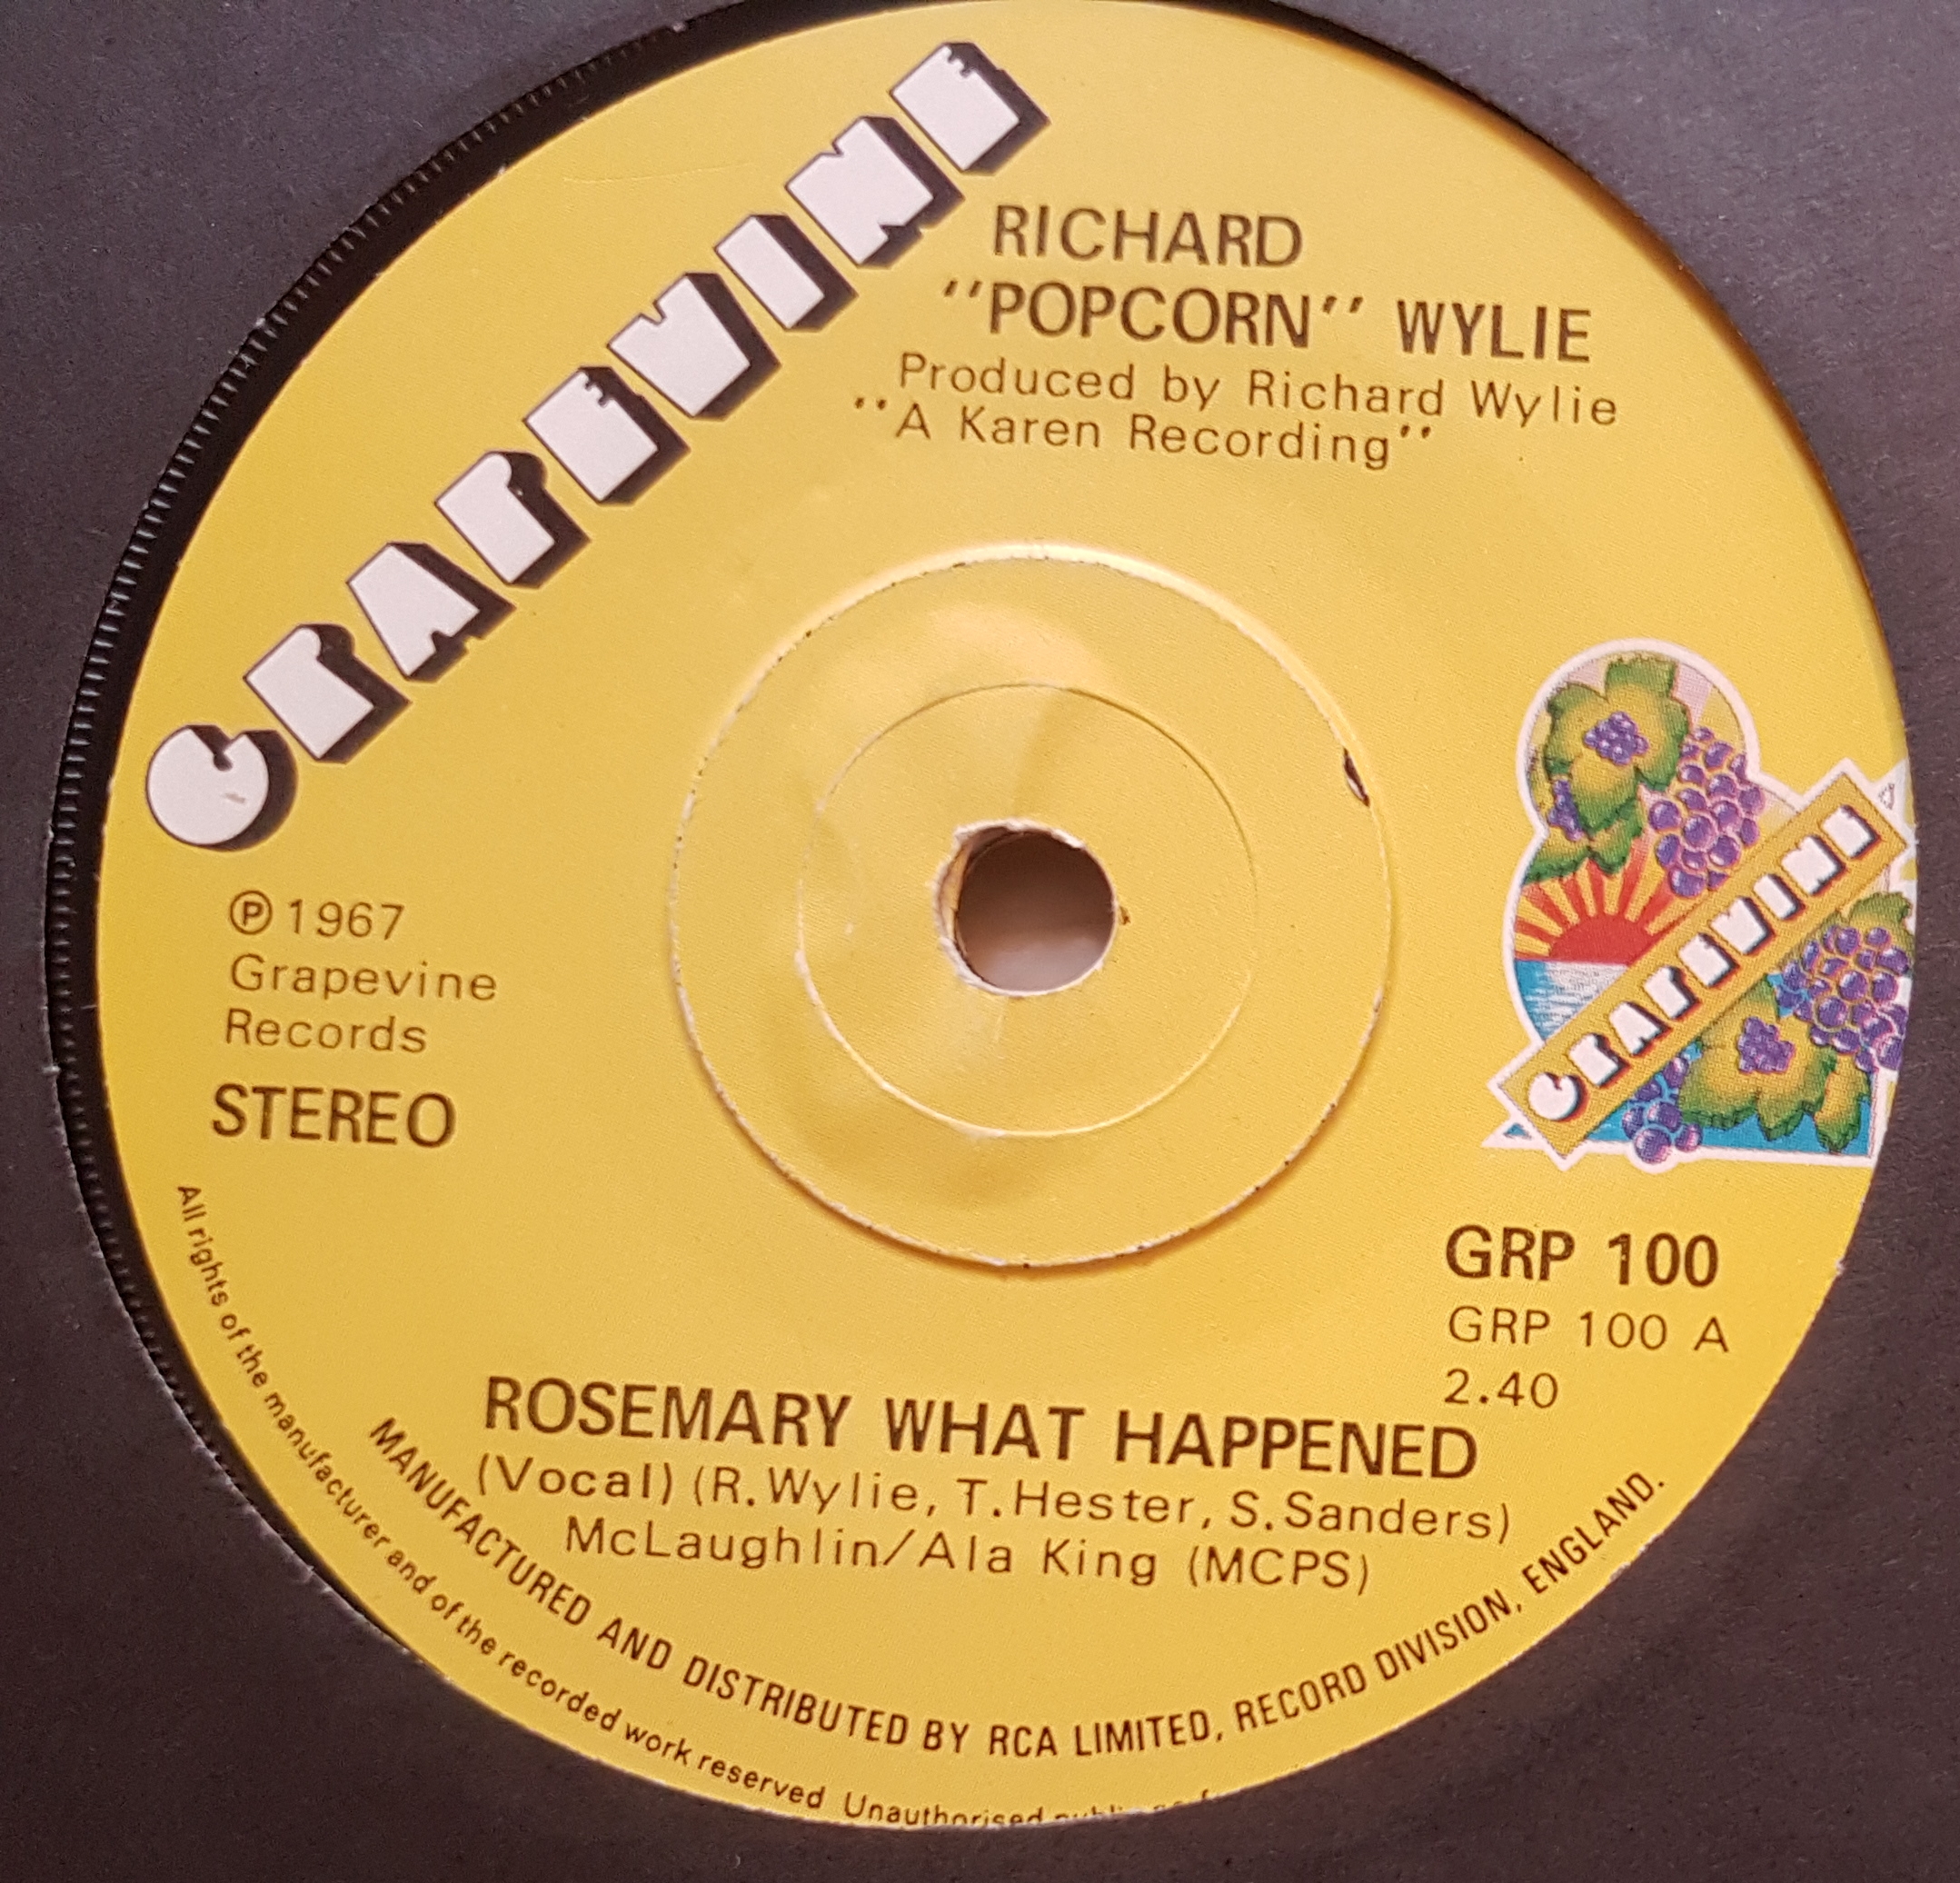 GRAPEVINE
RICHARD
"POPCORN" WYLIE
Produced by Richard Wylie
"A Karen Recording"
℗ 1967
Grapevine
Records
STEREO
GRAPEVINE
GRP 100
GRP 100 A
2.40
ROSEMARY WHAT HAPPENED
(Vocal) (R.Wylie, T.Hester, S.Sanders)
McLaughlin/Ala King (MCPS)
MANUFACTURED AND DISTRIBUTED BY RCA LIMITED, RECORD DIVISION, ENGLAND.
All rights of the manufacturer and of the recorded work reserved Unauthorised